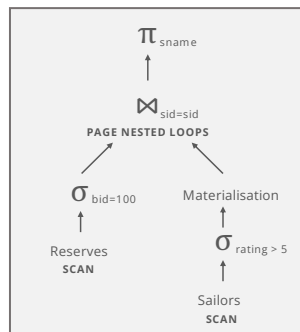 π sname
⋈ sid=sid
PAGE NESTED LOOPS
σ bid=100
Materialisation
Reserves
SCAN
σ rating > 5
Sailors
SCAN